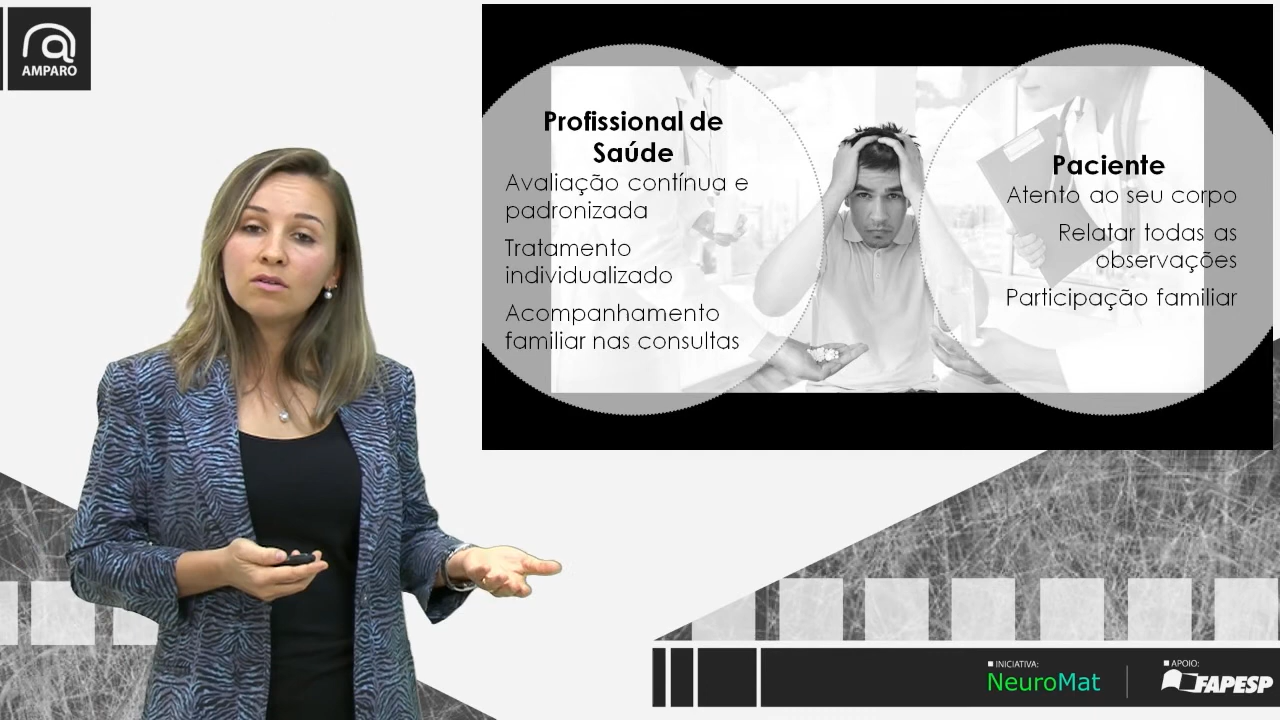 AMPARO
Profissional de
Saúde
Avaliação contínua e
padronizada
Tratamento
individualizado
Acompanhamento
familiar nas consultas
Paciente
Atento ao seu corpo
Relatar todas as
observações
Participação familiar
INICIATIVA:
NeuroMat
APOIO:
FAPESP